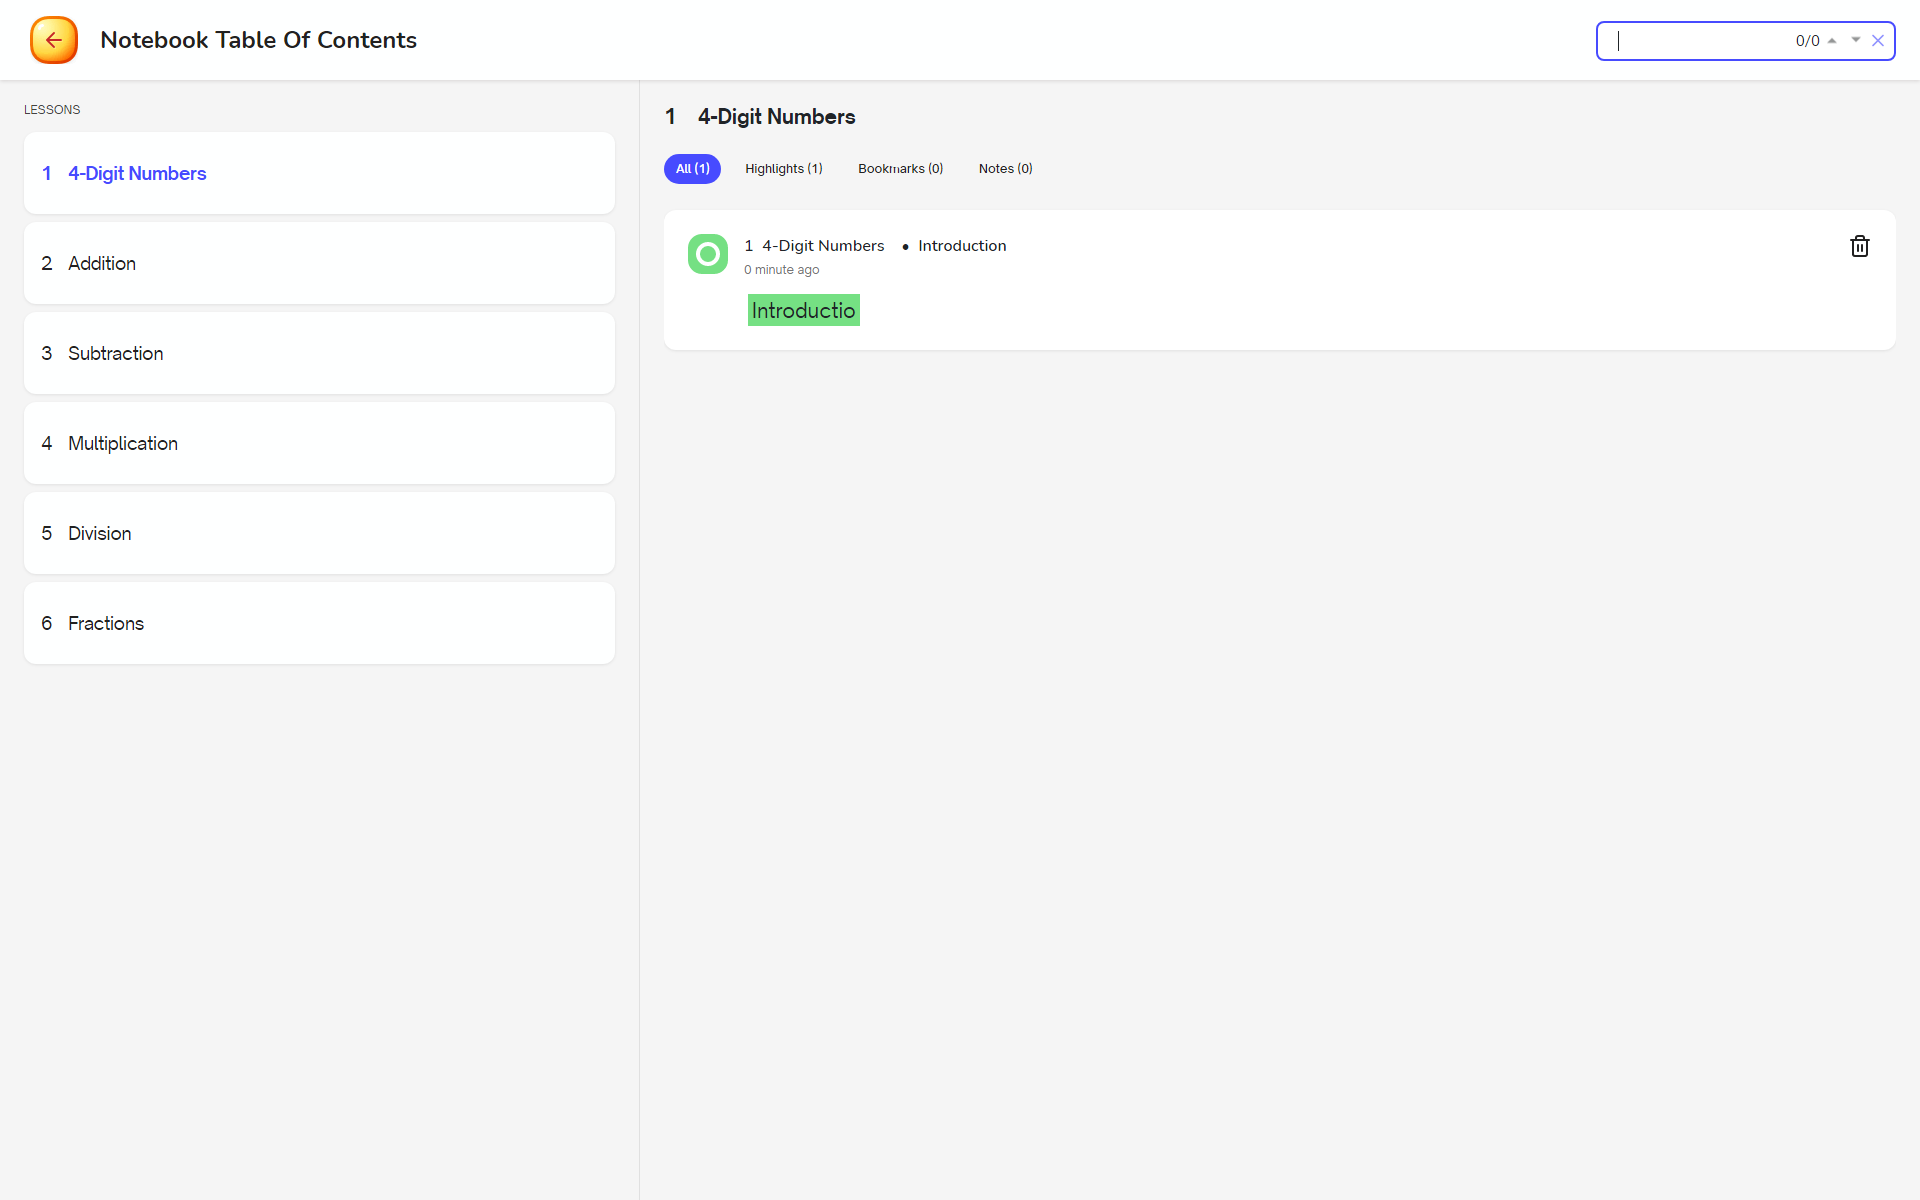 Notebook Table Of Contents
0/0
LESSONS
1 4-Digit Numbers
2 Addition
3 Subtraction
4 Multiplication
5 Division
6 Fractions
1 4-Digit Numbers
All (1) Highlights (1) Bookmarks (0) Notes (0)
1 4-Digit Numbers • Introduction
0 minute ago
Introductio